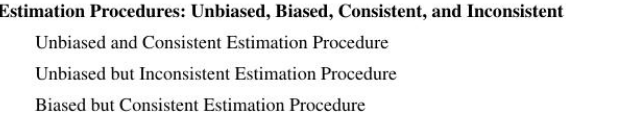 Estimation Procedures: Unbiased, Biased, Consistent, and Inconsistent
Unbiased and Consistent Estimation Procedure
Unbiased but Inconsistent Estimation Procedure
Biased but Consistent Estimation Procedure